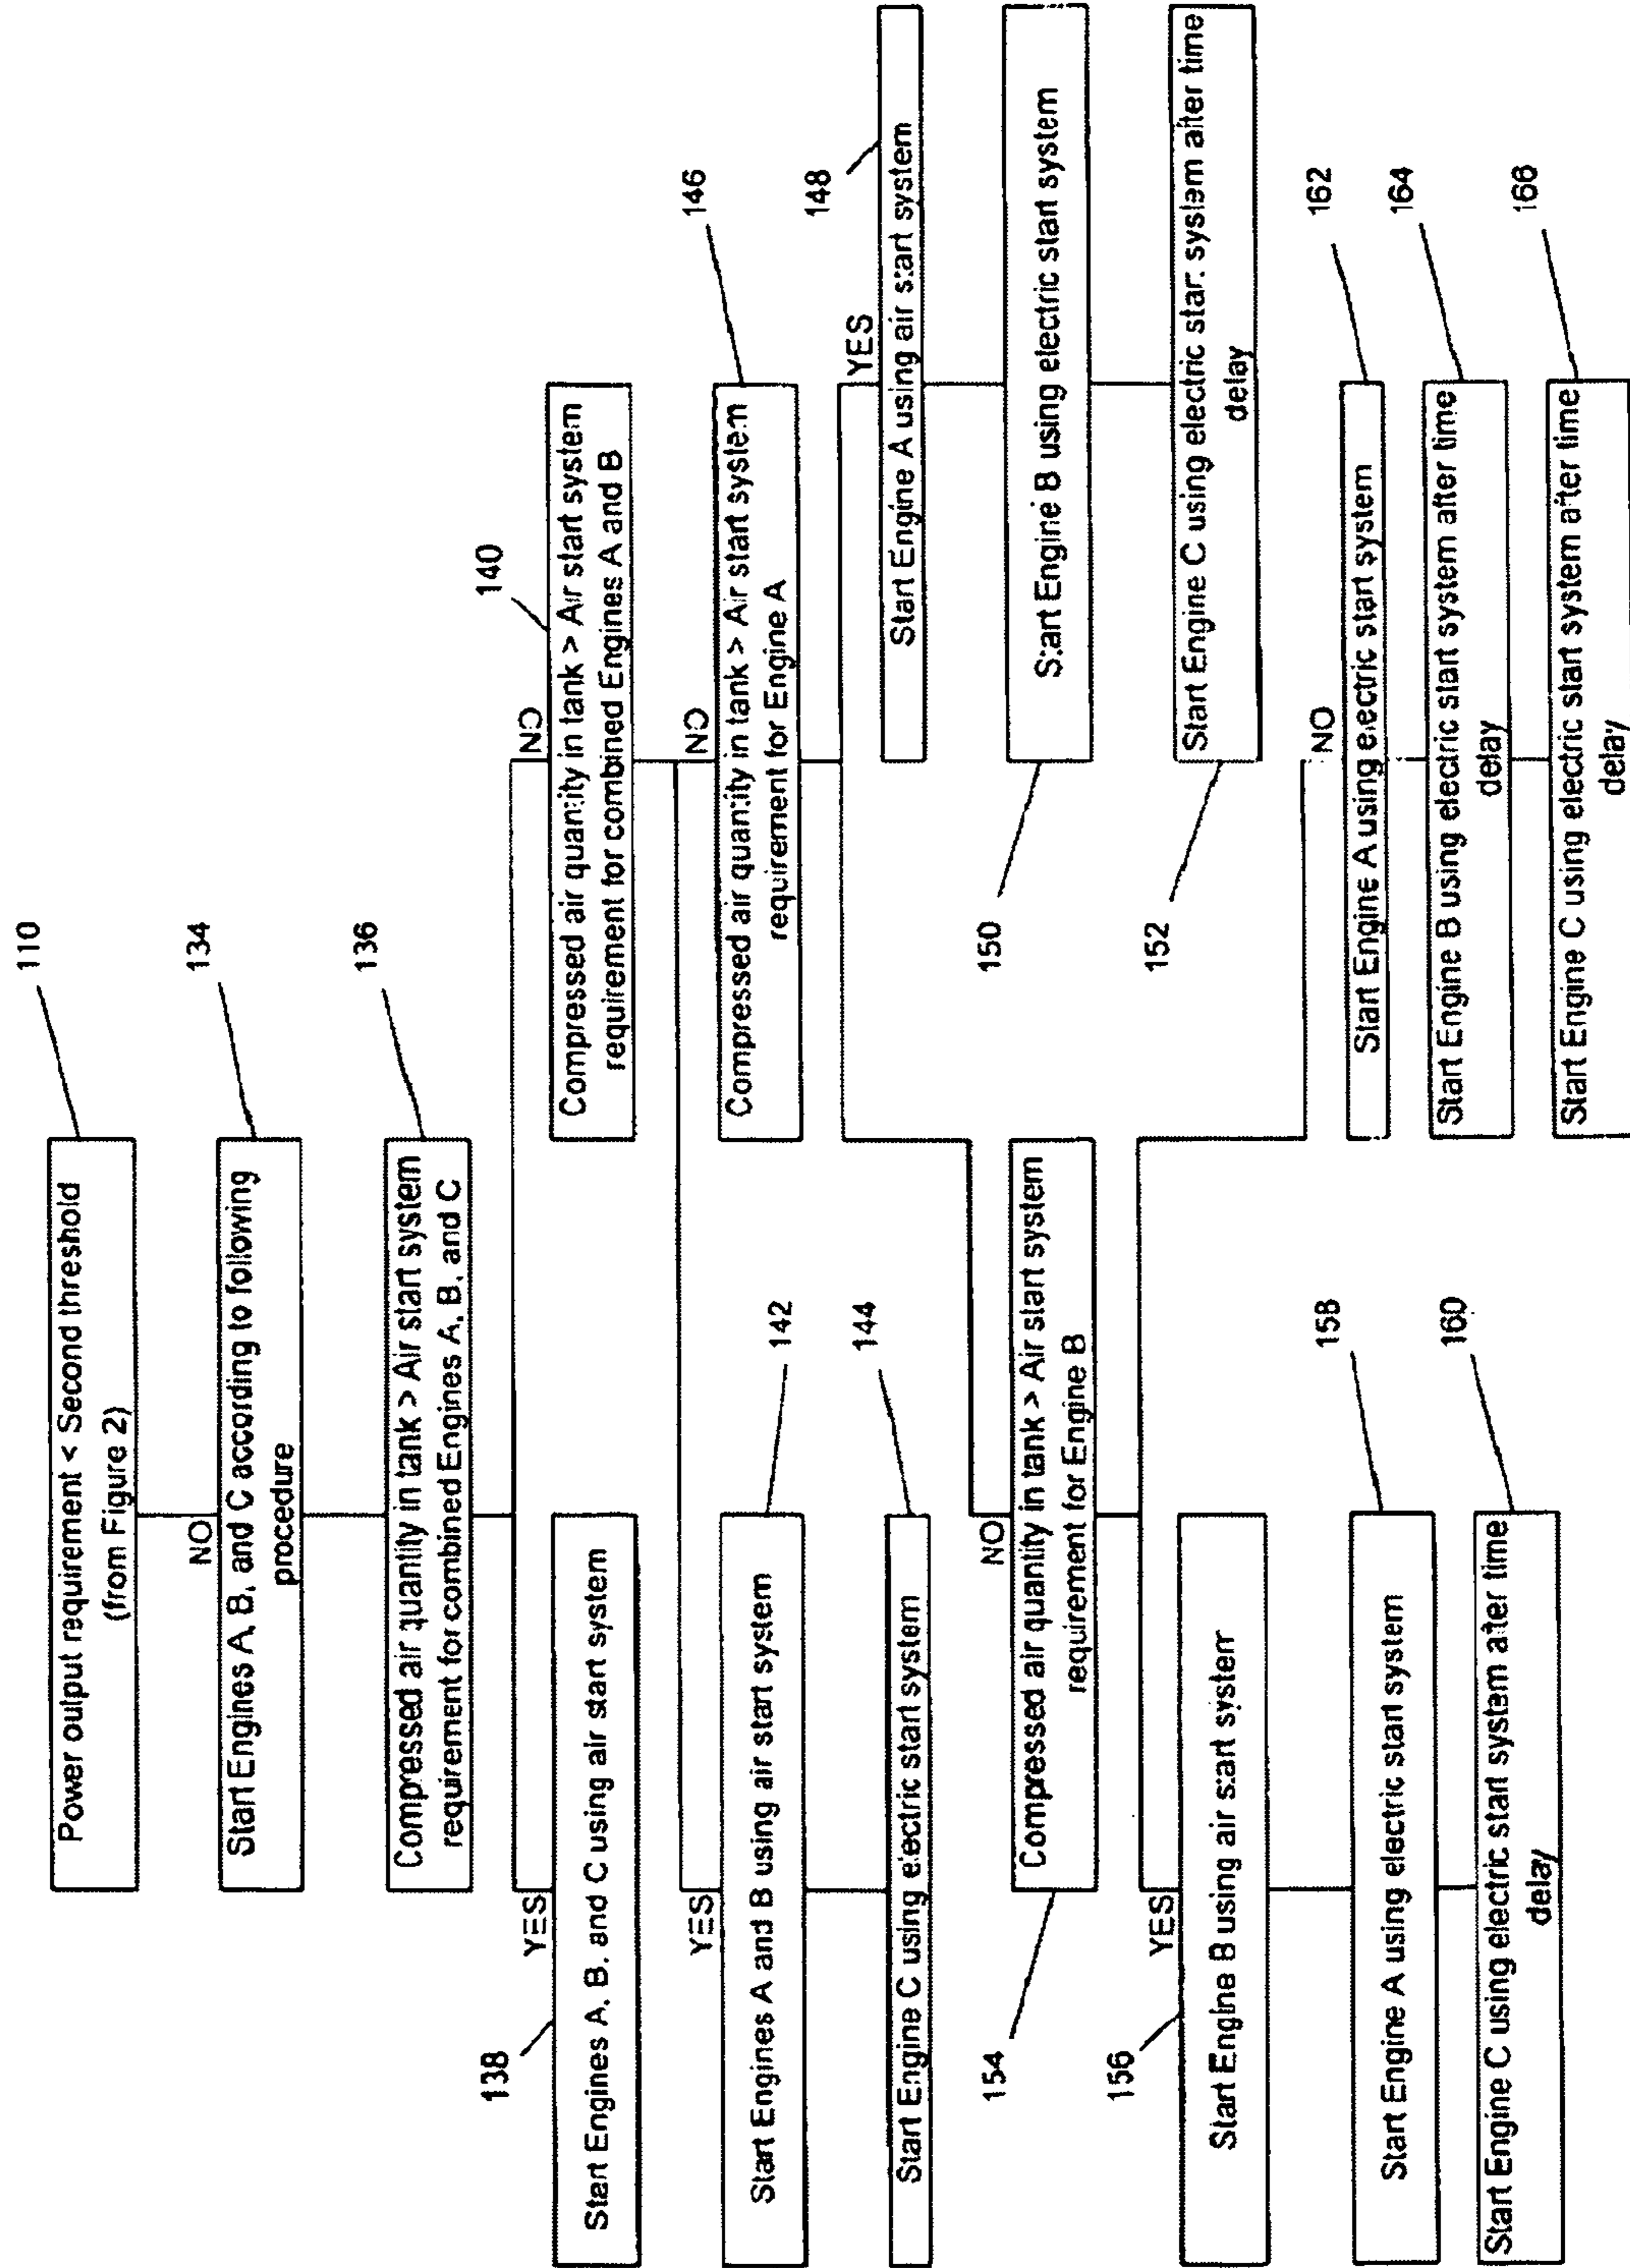 110
Power output requirement < Second threshold
(from Figure 2)
NO
134
Start Engines A, B, and C according to following
procedure
136
Compressed air quantity in tank > Air start system
requirement for combined Engines A, B, and C
YES
NO
138
Start Engines A, B, and C using air start system
140
Compressed air quantity in tank > Air start system
requirement for combined Engines A and B
YES
NO
142
Start Engines A and B using air start system
144
Start Engine C using electric start system
146
Compressed air quantity in tank > Air start system
requirement for Engine A
YES
148
Start Engine A using air start system
150
Start Engine B using electric start system
152
Start Engine C using electric start system after time
delay
NO
154
Compressed air quantity in tank > Air start system
requirement for Engine B
YES
NO
156
Start Engine B using air start system
158
Start Engine A using electric start system
160
Start Engine C using electric start system after time
delay
162
Start Engine A using electric start system
164
Start Engine B using electric start system after time
delay
166
Start Engine C using electric start system after time
delay